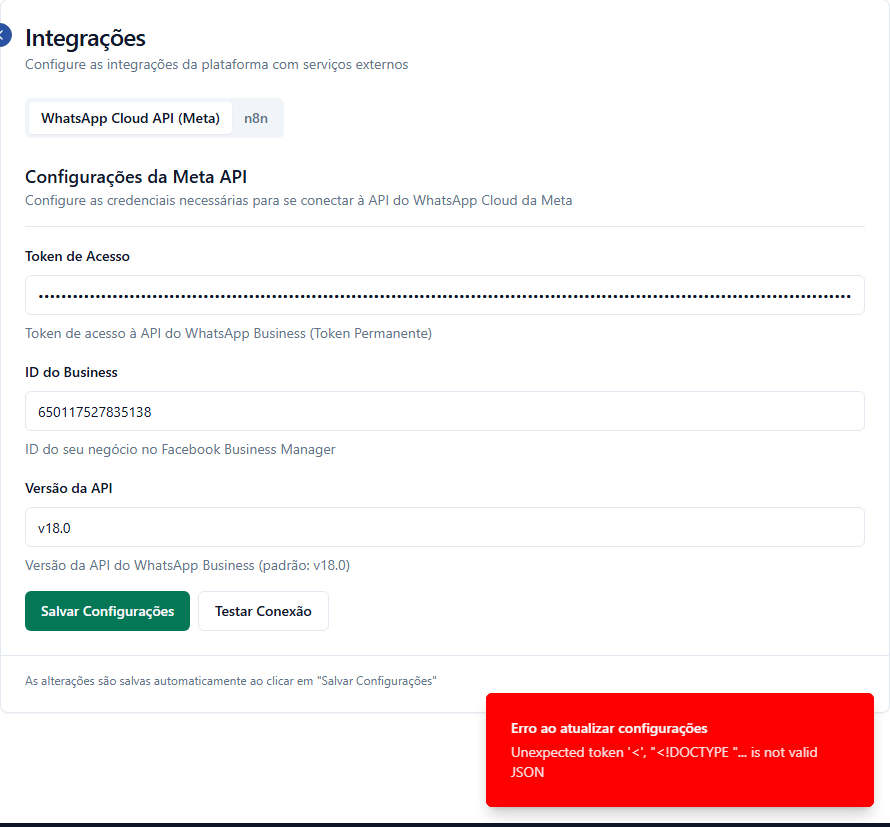 Integrações
Configure as integrações da plataforma com serviços externos
WhatsApp Cloud API (Meta) n8n
Configurações da Meta API
Configure as credenciais necessárias para se conectar à API do WhatsApp Cloud da Meta
Token de Acesso
Token de acesso à API do WhatsApp Business (Token Permanente)
ID do Business
650117527835138
ID do seu negócio no Facebook Business Manager
Versão da API
v18.0
Versão da API do WhatsApp Business (padrão: v18.0)
Salvar Configurações Testar Conexão
As alterações são salvas automaticamente ao clicar em "Salvar Configurações"
Erro ao atualizar configurações
Unexpected token '<', "<!DOCTYPE "... is not valid
JSON